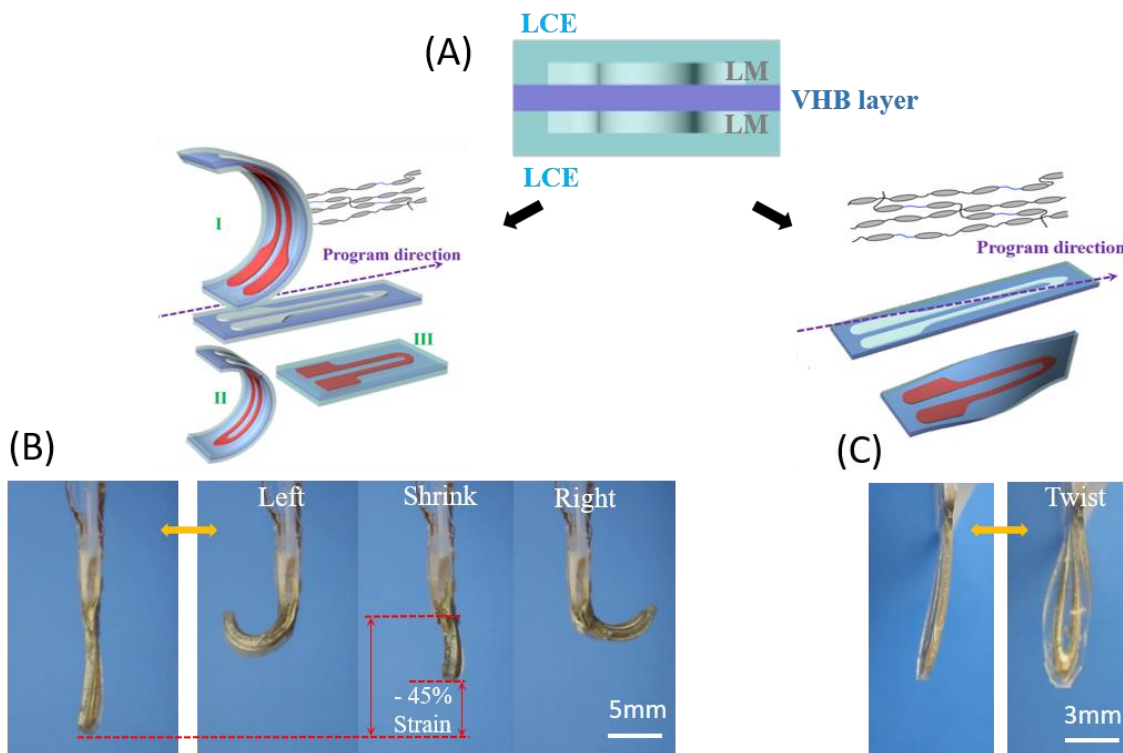 (A)
LCE
LM
VHB layer
LM
LCE
I
Program direction
III
II
Program direction
(B)
Left
Shrink
Right
- 45%
Strain
5mm
(C)
Twist
3mm